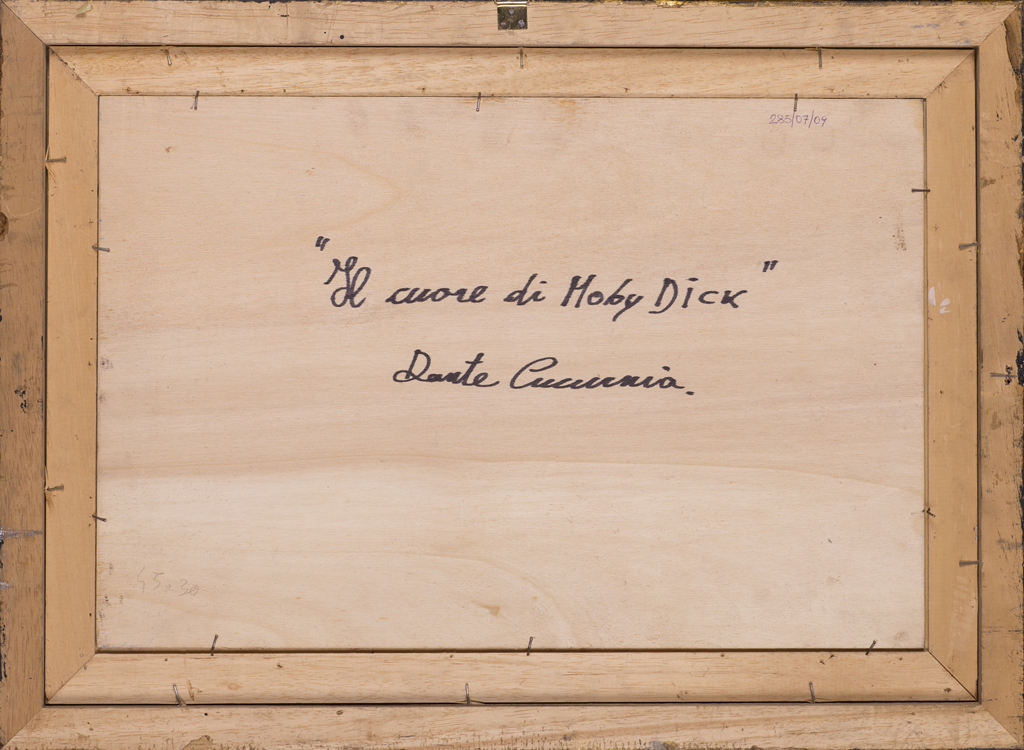 285/07/09
"Il cuore di Moby Dick"
Dante Cucurnia.
45x30